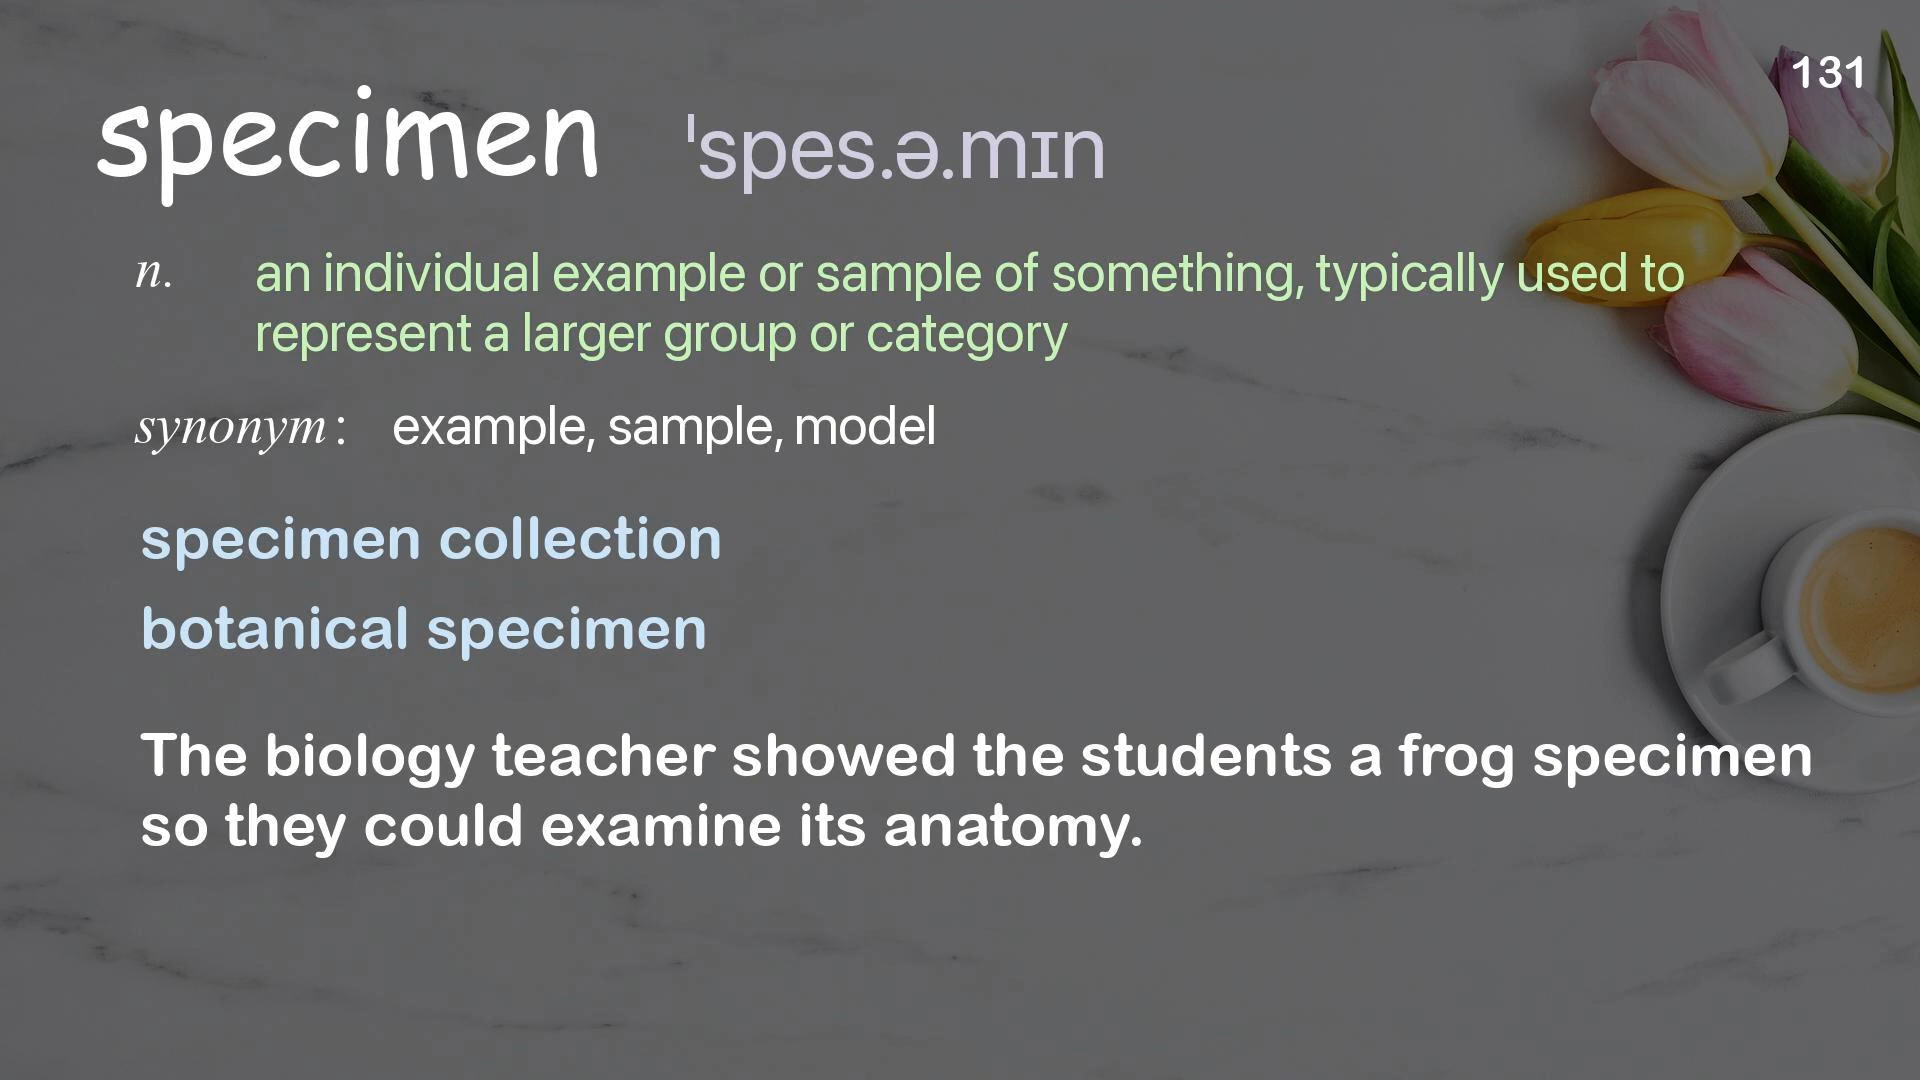 131
specimen ˈspes.ə.mɪn
n. an individual example or sample of something, typically used to
represent a larger group or category
synonym: example, sample, model
specimen collection
botanical specimen
The biology teacher showed the students a frog specimen
so they could examine its anatomy.